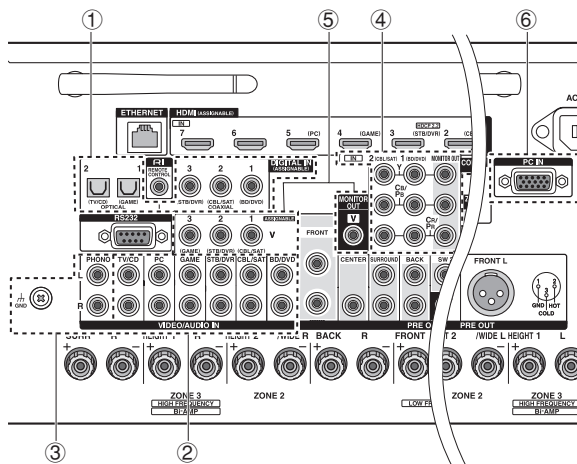 ① ⑤ ④ ⑥
ETHERNET
HDMI (ASSIGNABLE)
IN
HDCP 2.2
AC
7 6 5 (PC) 4 (GAME) 3 (STB/DVR) 2
2 1
(TV/CD) (GAME)
OPTICAL
RI
REMOTE CONTROL
DIGITAL IN
(ASSIGNABLE)
3 2 1
(STB/DVR) (CBL/SAT) (BD/DVD)
COAXIAL
IN
2 (CBL/SAT) 1 (BD/DVD) MONITOR OUT
Y
CB/PB
CR/PR
PC IN
RS232
ASSIGNABLE
3 2 1 V
(GAME) (STB/DVR) (CBL/SAT)
MONITOR OUT
V
FRONT
PHONO TV/CD PC GAME STB/DVR CBL/SAT BD/DVD
CENTER SURROUND BACK SW
FRONT L
GND
R
GND HOT
COLD
1 2 3
VIDEO/AUDIO IN
PRE O
PRE OUT
SURR R HEIGHT 1 R HEIGHT 2 /WIDE R BACK R FRONT T 2 /WIDE L HEIGHT 1 L
ZONE 3
HIGH FREQUENCY
Bi-AMP
ZONE 2
LOW F
ZONE 2
ZONE 3
HIGH FREQUENCY
Bi-AMP
③ ②